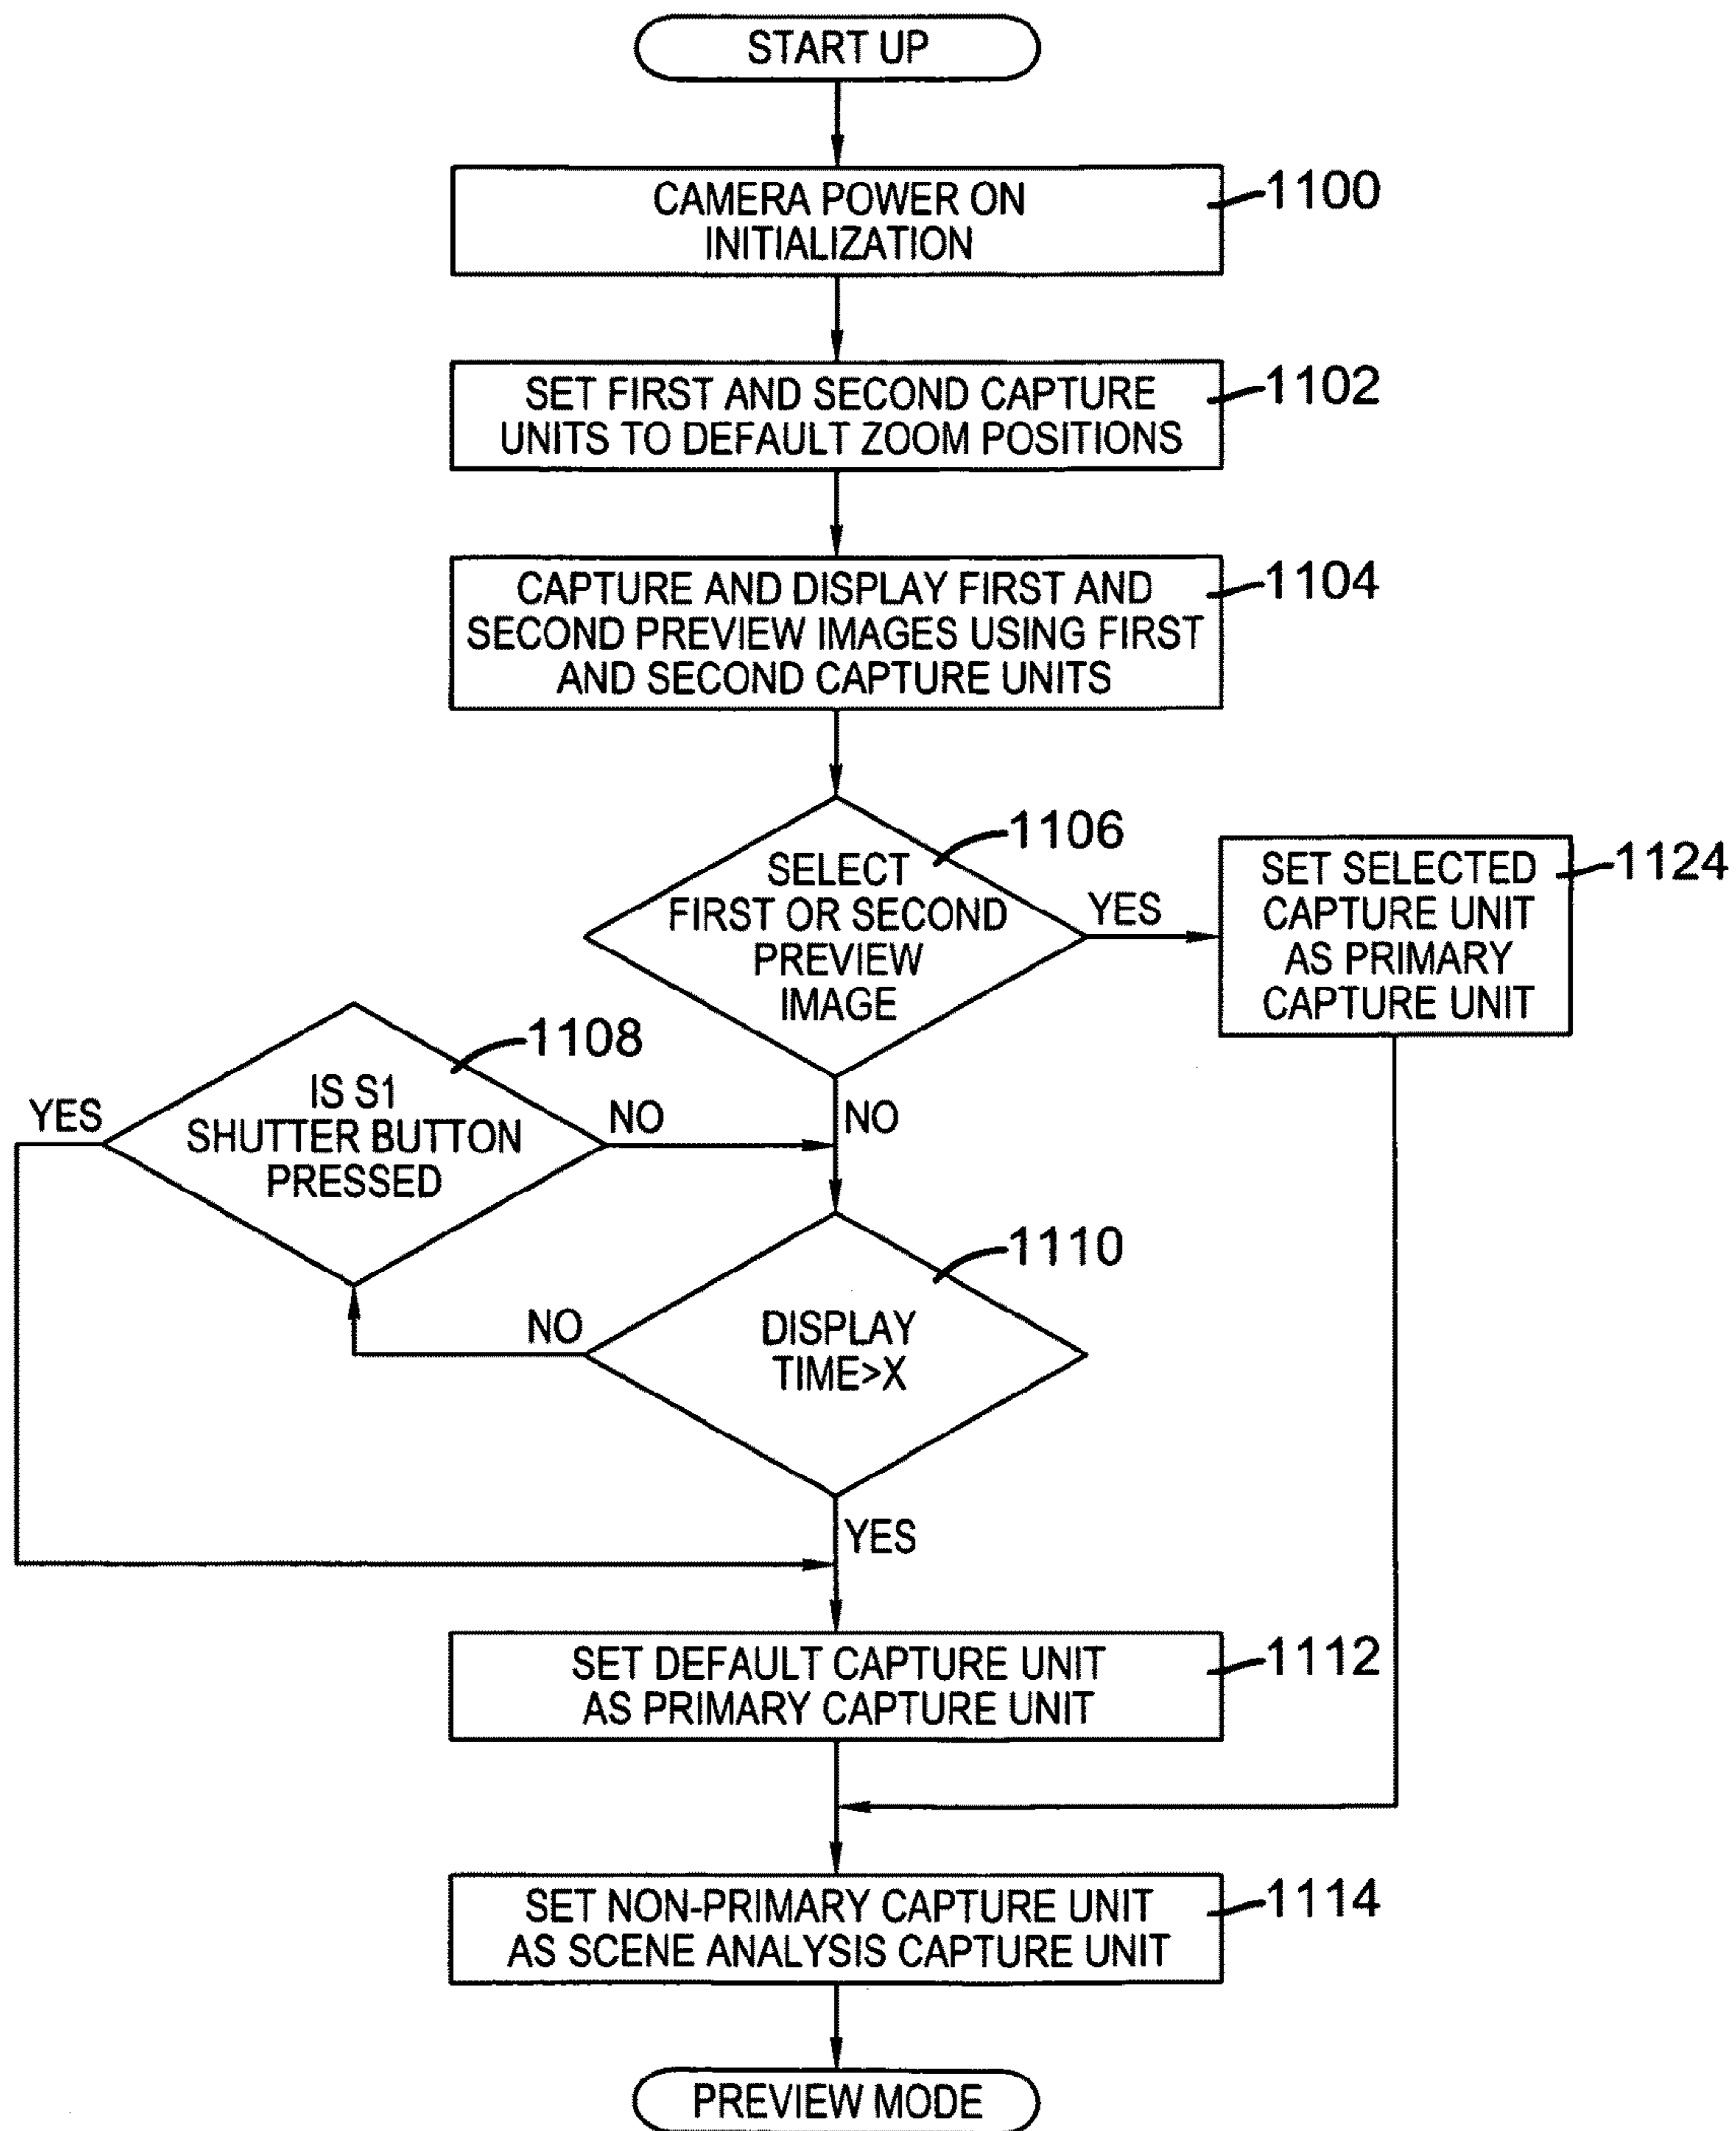 START UP
CAMERA POWER ON
INITIALIZATION
1100
SET FIRST AND SECOND CAPTURE
UNITS TO DEFAULT ZOOM POSITIONS
1102
CAPTURE AND DISPLAY FIRST AND
SECOND PREVIEW IMAGES USING FIRST
AND SECOND CAPTURE UNITS
1104
SELECT
FIRST OR SECOND
PREVIEW
IMAGE
1106
YES
SET SELECTED
CAPTURE UNIT
AS PRIMARY
CAPTURE UNIT
1124
NO
IS S1
SHUTTER BUTTON
PRESSED
1108
YES
NO
DISPLAY
TIME>X
1110
NO
YES
SET DEFAULT CAPTURE UNIT
AS PRIMARY CAPTURE UNIT
1112
SET NON-PRIMARY CAPTURE UNIT
AS SCENE ANALYSIS CAPTURE UNIT
1114
PREVIEW MODE